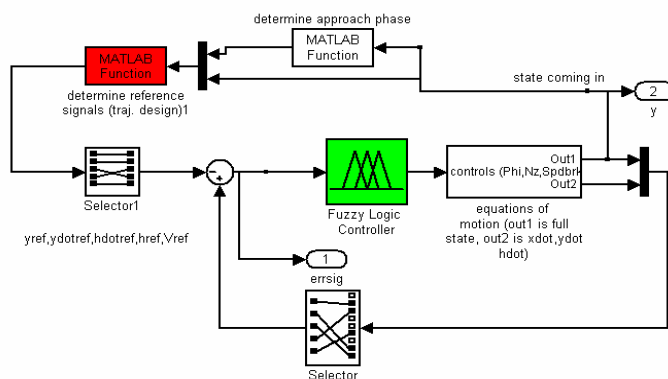 determine approach phase
MATLAB
Function
MATLAB
Function
determine reference
signals (traj. design)1
state coming in
2
y
Selector1
yref,ydotref,hdotref,href,Vref
Fuzzy Logic
Controller
Out1
controls (Phi,Nz,Spdbrk
Out2
equations of
motion (out1 is full
state, out2 is xdot,ydot
hdot)
1
errsig
Selector